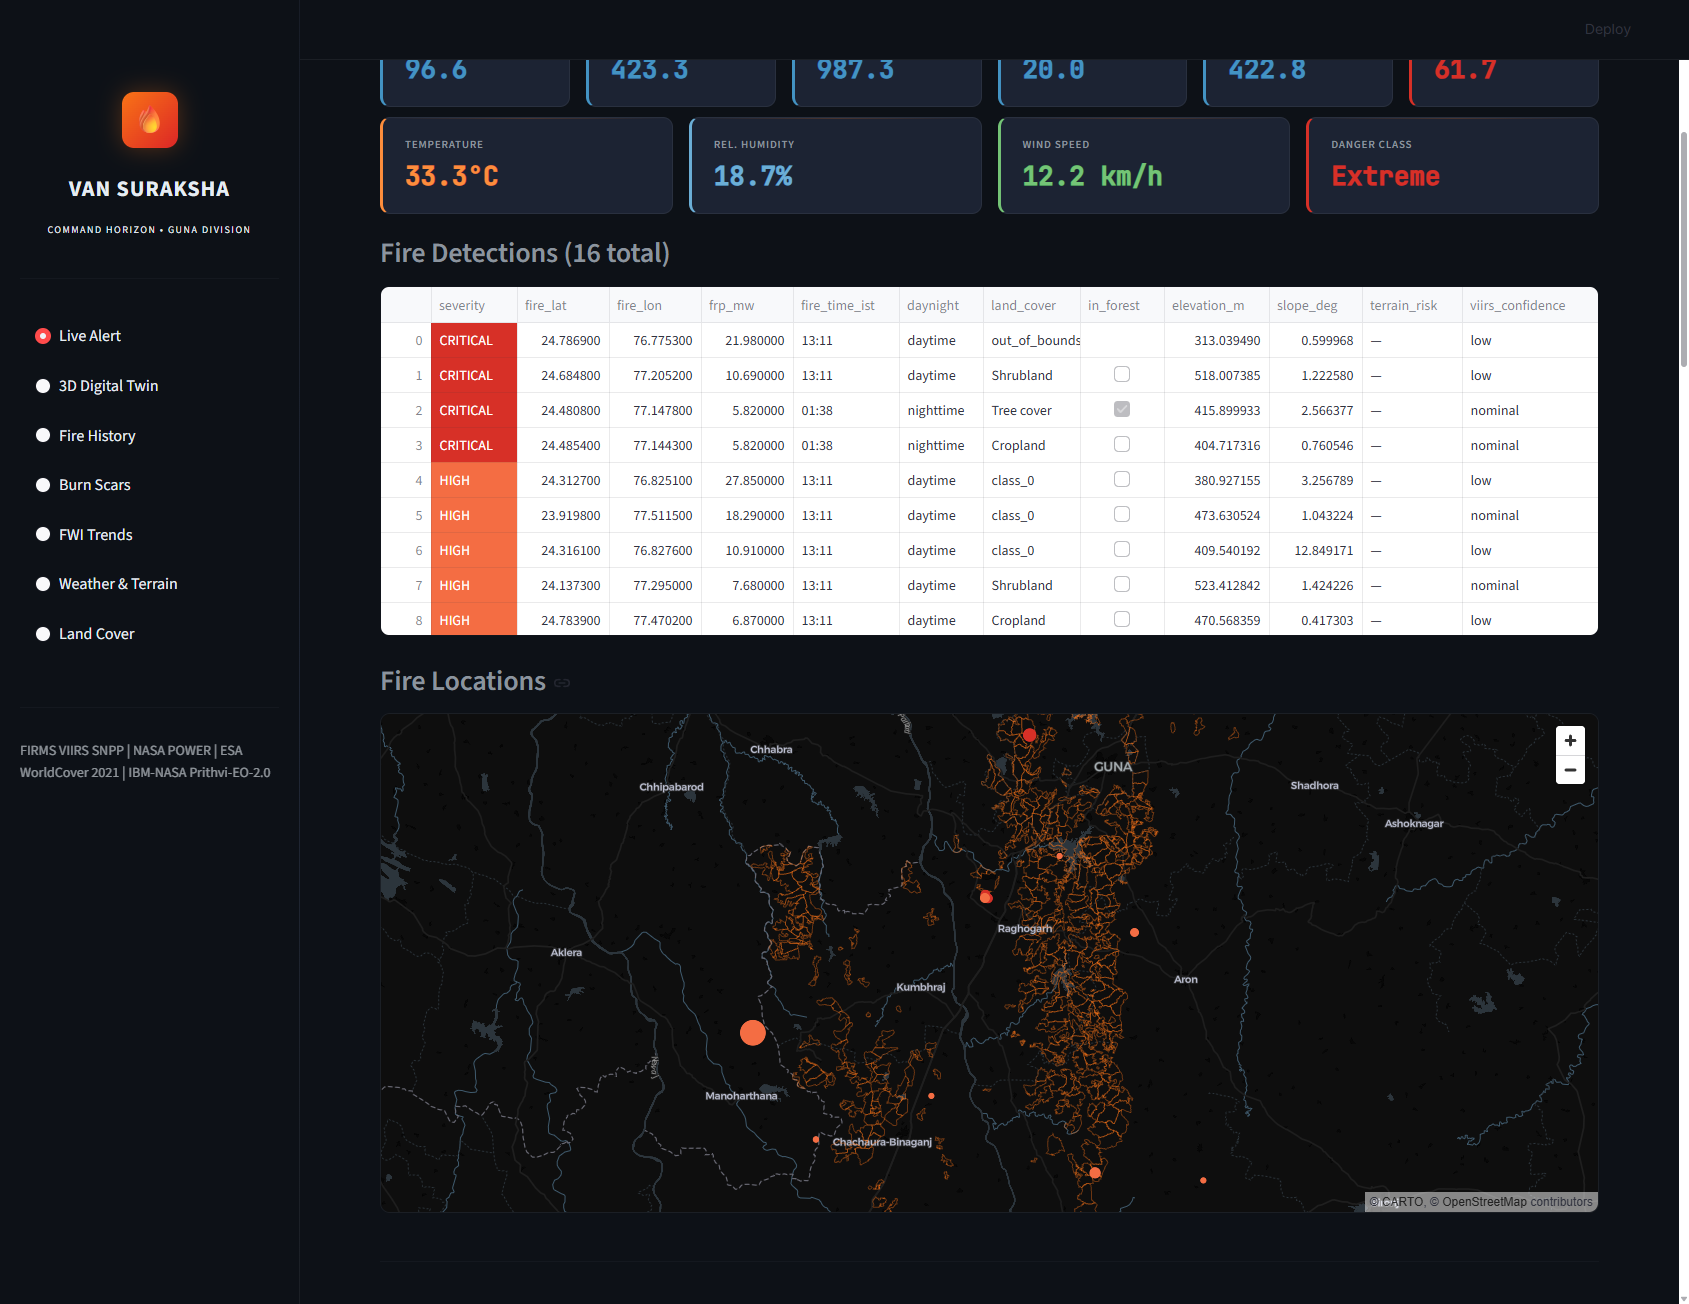 Deploy
96.6 423.3 987.3 20.0 422.8 61.7
VAN SURAKSHA
COMMAND HORIZON • GUNA DIVISION
Live Alert
3D Digital Twin
Fire History
Burn Scars
FWI Trends
Weather & Terrain
Land Cover
FIRMS VIIRS SNPP | NASA POWER | ESA
WorldCover 2021 | IBM-NASA Prithvi-EO-2.0
TEMPERATURE
33.3°C
REL. HUMIDITY
18.7%
WIND SPEED
12.2 km/h
DANGER CLASS
Extreme
Fire Detections (16 total)
severity fire_lat fire_lon frp_mw fire_time_ist daynight land_cover in_forest elevation_m slope_deg terrain_risk viirs_confidence
0 CRITICAL 24.786900 76.775300 21.980000 13:11 daytime out_of_bounds 313.039490 0.599968 — low
1 CRITICAL 24.684800 77.205200 10.690000 13:11 daytime Shrubland 518.007385 1.222580 — low
2 CRITICAL 24.480800 77.147800 5.820000 01:38 nighttime Tree cover 415.899933 2.566377 — nominal
3 CRITICAL 24.485400 77.144300 5.820000 01:38 nighttime Cropland 404.717316 0.760546 — nominal
4 HIGH 24.312700 76.825100 27.850000 13:11 daytime class_0 380.927155 3.256789 — low
5 HIGH 23.919800 77.511500 18.290000 13:11 daytime class_0 473.630524 1.043224 — nominal
6 HIGH 24.316100 76.827600 10.910000 13:11 daytime class_0 409.540192 12.849171 — low
7 HIGH 24.137300 77.295000 7.680000 13:11 daytime Shrubland 523.412842 1.424226 — nominal
8 HIGH 24.783900 77.470200 6.870000 13:11 daytime Cropland 470.568359 0.417303 — low
Fire Locations
Chhabra
GUNA
Chhipabarod
Shadhora
Ashoknagar
Raghogarh
Aklera
Aron
Kumbhraj
Manoharthana
Chachaura-Binaganj
© CARTO, © OpenStreetMap contributors